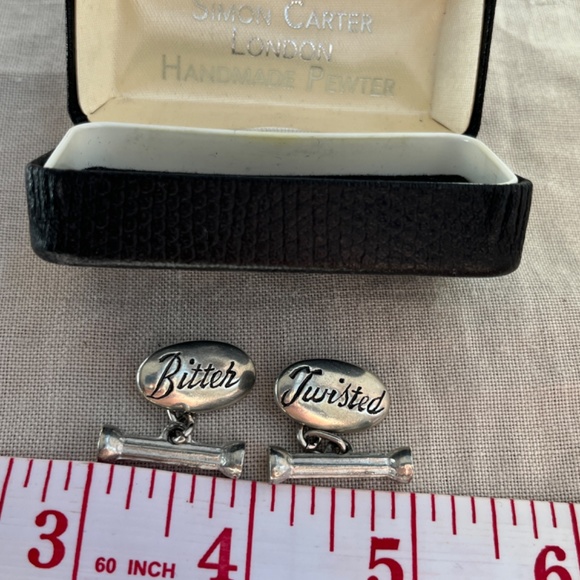 SIMON CARTER
LONDON
HANDMADE PEWTER
Bitter
Twisted
3 60 INCH 4 5 6